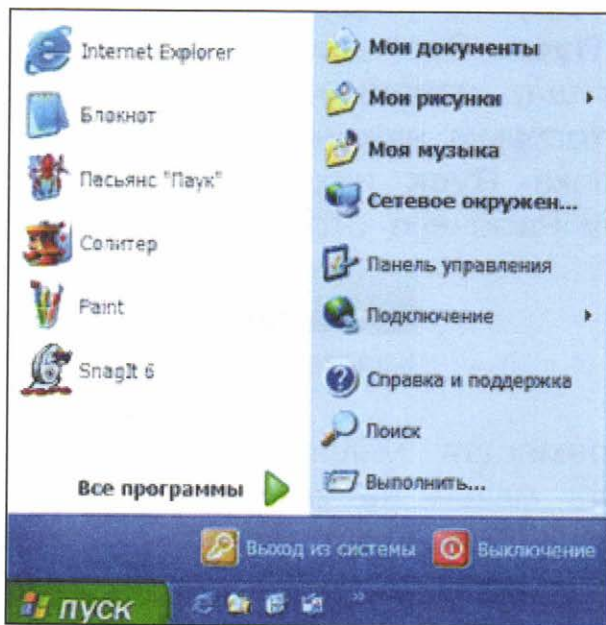 Internet Explorer
Блокнот
Пасьянс "Паук"
Солитер
Paint
SnagIt 6
Все программы
Мои документы
Мои рисунки
Моя музыка
Сетевое окружен...
Панель управления
Подключение
Справка и поддержка
Поиск
Выполнить...
Выход из системы
Выключение
пуск